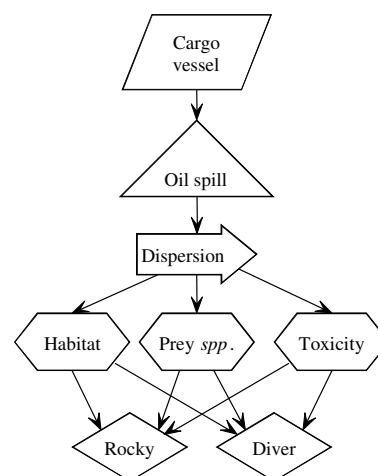 Cargo
vessel
Oil spill
Dispersion
Habitat
Prey spp.
Toxicity
Rocky
Diver